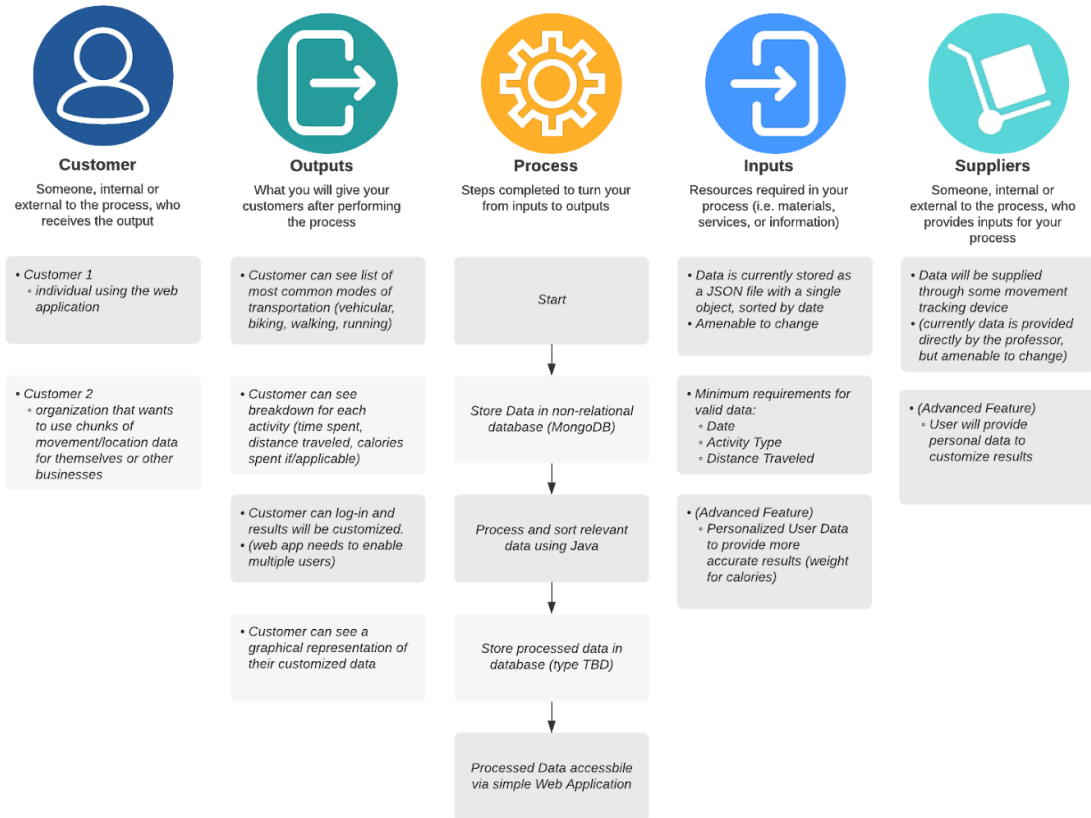 Customer
Someone, internal or
external to the process, who
receives the output
• Customer 1
◦ individual using the web
application
• Customer 2
◦ organization that wants
to use chunks of
movement/location data
for themselves or other
businesses
Outputs
What you will give your
customers after performing
the process
• Customer can see list of
most common modes of
transportation (vehicular,
biking, walking, running)
• Customer can see
breakdown for each
activity (time spent,
distance traveled, calories
spent if/applicable)
• Customer can log-in and
results will be customized.
• (web app needs to enable
multiple users)
• Customer can see a
graphical representation of
their customized data
Process
Steps completed to turn your
from inputs to outputs
Start
Store Data in non-relational
database (MongoDB)
Process and sort relevant
data using Java
Store processed data in
database (type TBD)
Processed Data accessbile
via simple Web Application
Inputs
Resources required in your
process (i.e. materials,
services, or information)
• Data is currently stored as
a JSON file with a single
object, sorted by date
• Amenable to change
• Minimum requirements for
valid data:
◦ Date
◦ Activity Type
◦ Distance Traveled
• (Advanced Feature)
◦ Personalized User Data
to provide more
accurate results (weight
for calories)
Suppliers
Someone, internal or
external to the process, who
provides inputs for your
process
• Data will be supplied
through some movement
tracking device
• (currently data is provided
directly by the professor,
but amenable to change)
• (Advanced Feature)
◦ User will provide
personal data to
customize results